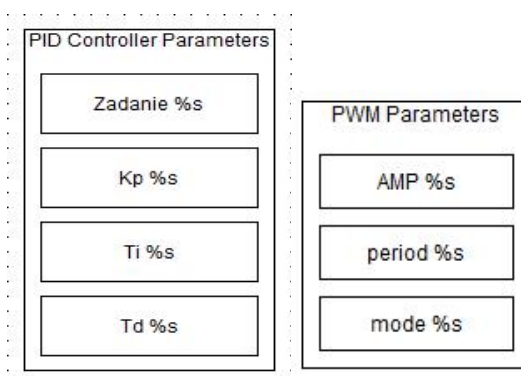 PID Controller Parameters
Zadanie %s
Kp %s
Ti %s
Td %s
PWM Parameters
AMP %s
period %s
mode %s